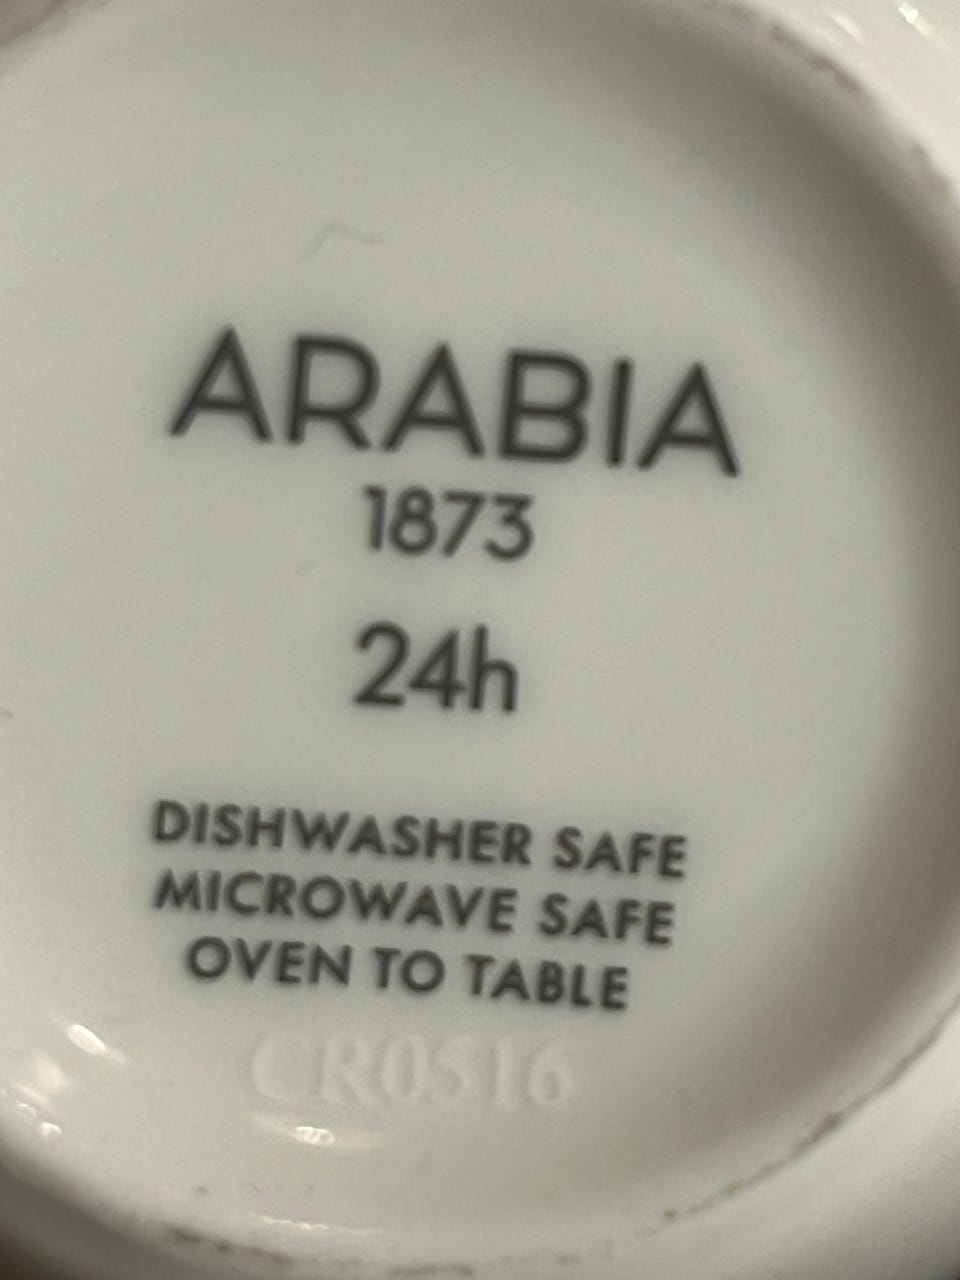 ARABIA
1873
24h
DISHWASHER SAFE
MICROWAVE SAFE
OVEN TO TABLE
CR0516